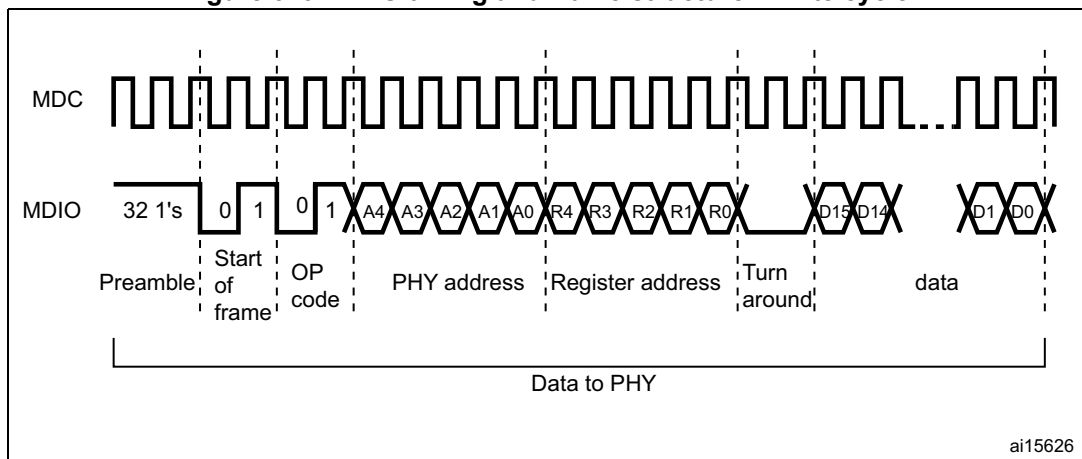 MDC
MDIO
32 1's 0 1 0 1 A4 A3 A2 A1 A0 R4 R3 R2 R1 R0 D15 D14 D1 D0
Preamble
Start
of
frame
OP
code
PHY address
Register address
Turn
around
data
Data to PHY
ai15626